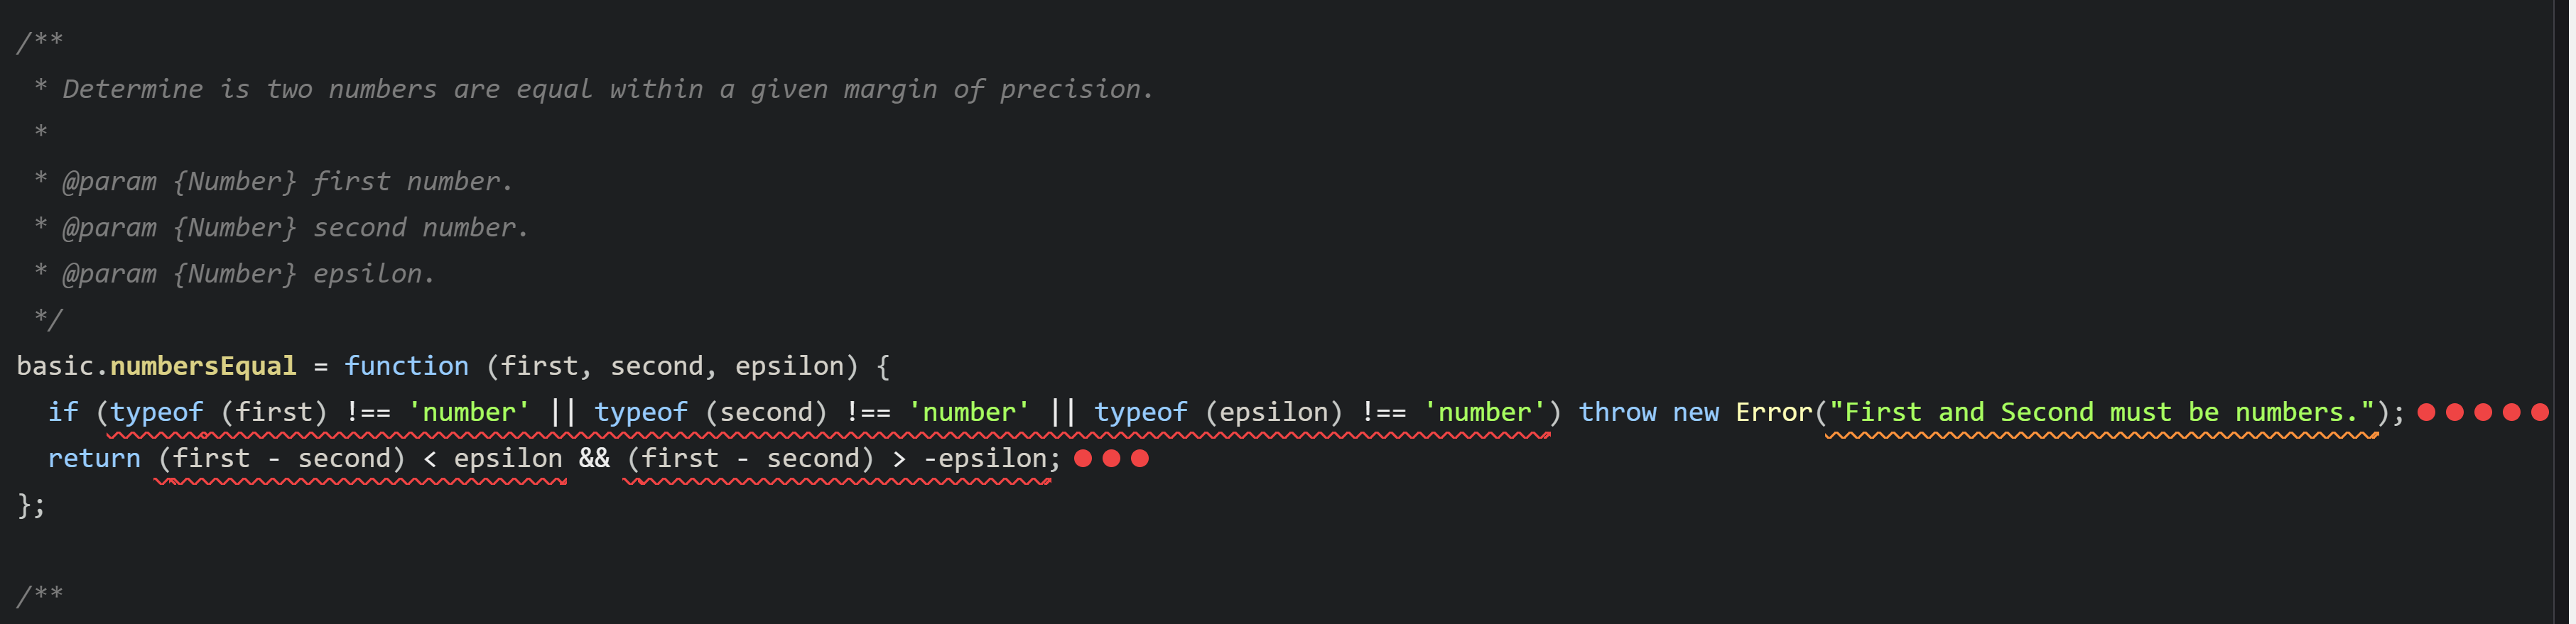 /**
 * Determine is two numbers are equal within a given margin of precision.
 *
 * @param {Number} first number.
 * @param {Number} second number.
 * @param {Number} epsilon.
 */
basic.numbersEqual = function (first, second, epsilon) {
  if (typeof (first) !== 'number' || typeof (second) !== 'number' || typeof (epsilon) !== 'number') throw new Error("First and Second must be numbers.");
  return (first - second) < epsilon && (first - second) > -epsilon;
};
/**